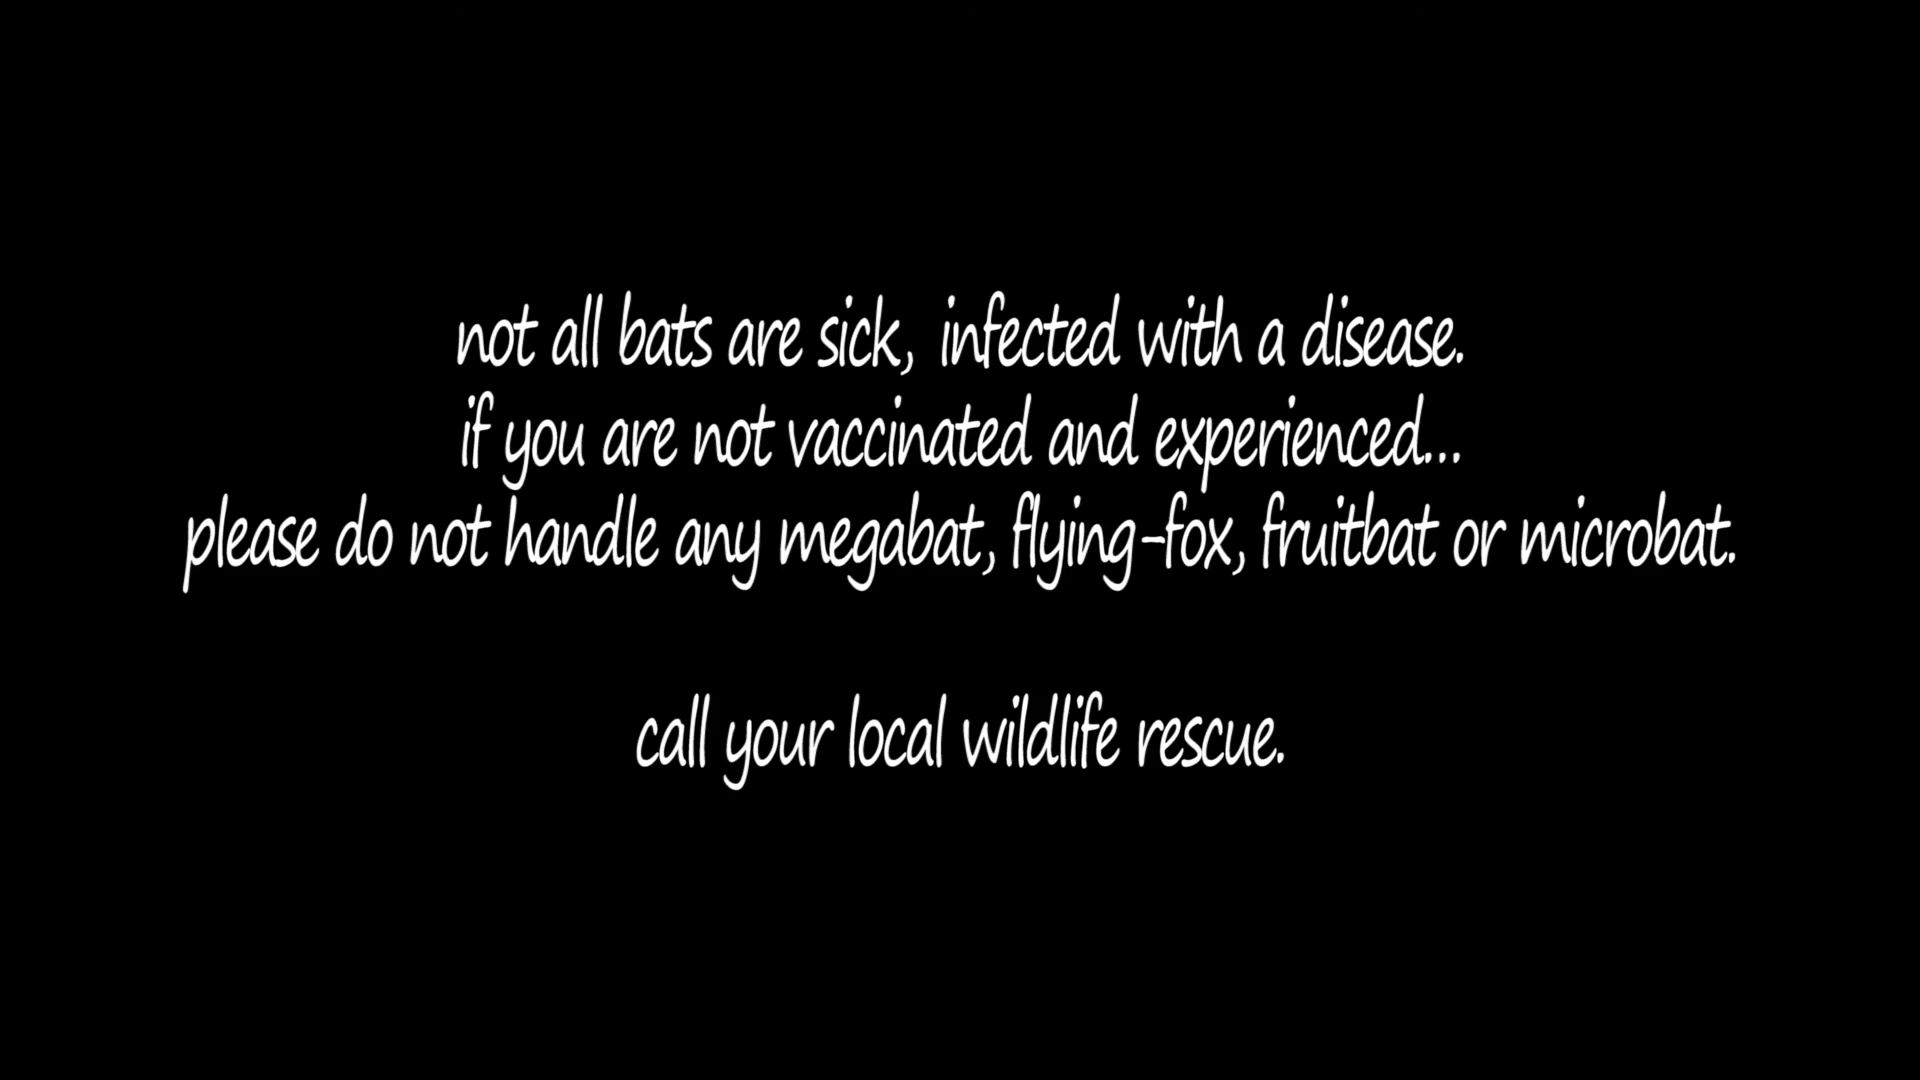 not all bats are sick, infected with a disease.
if you are not vaccinated and experienced...
please do not handle any megabat, flying-fox, fruitbat or microbat.
call your local wildlife rescue.